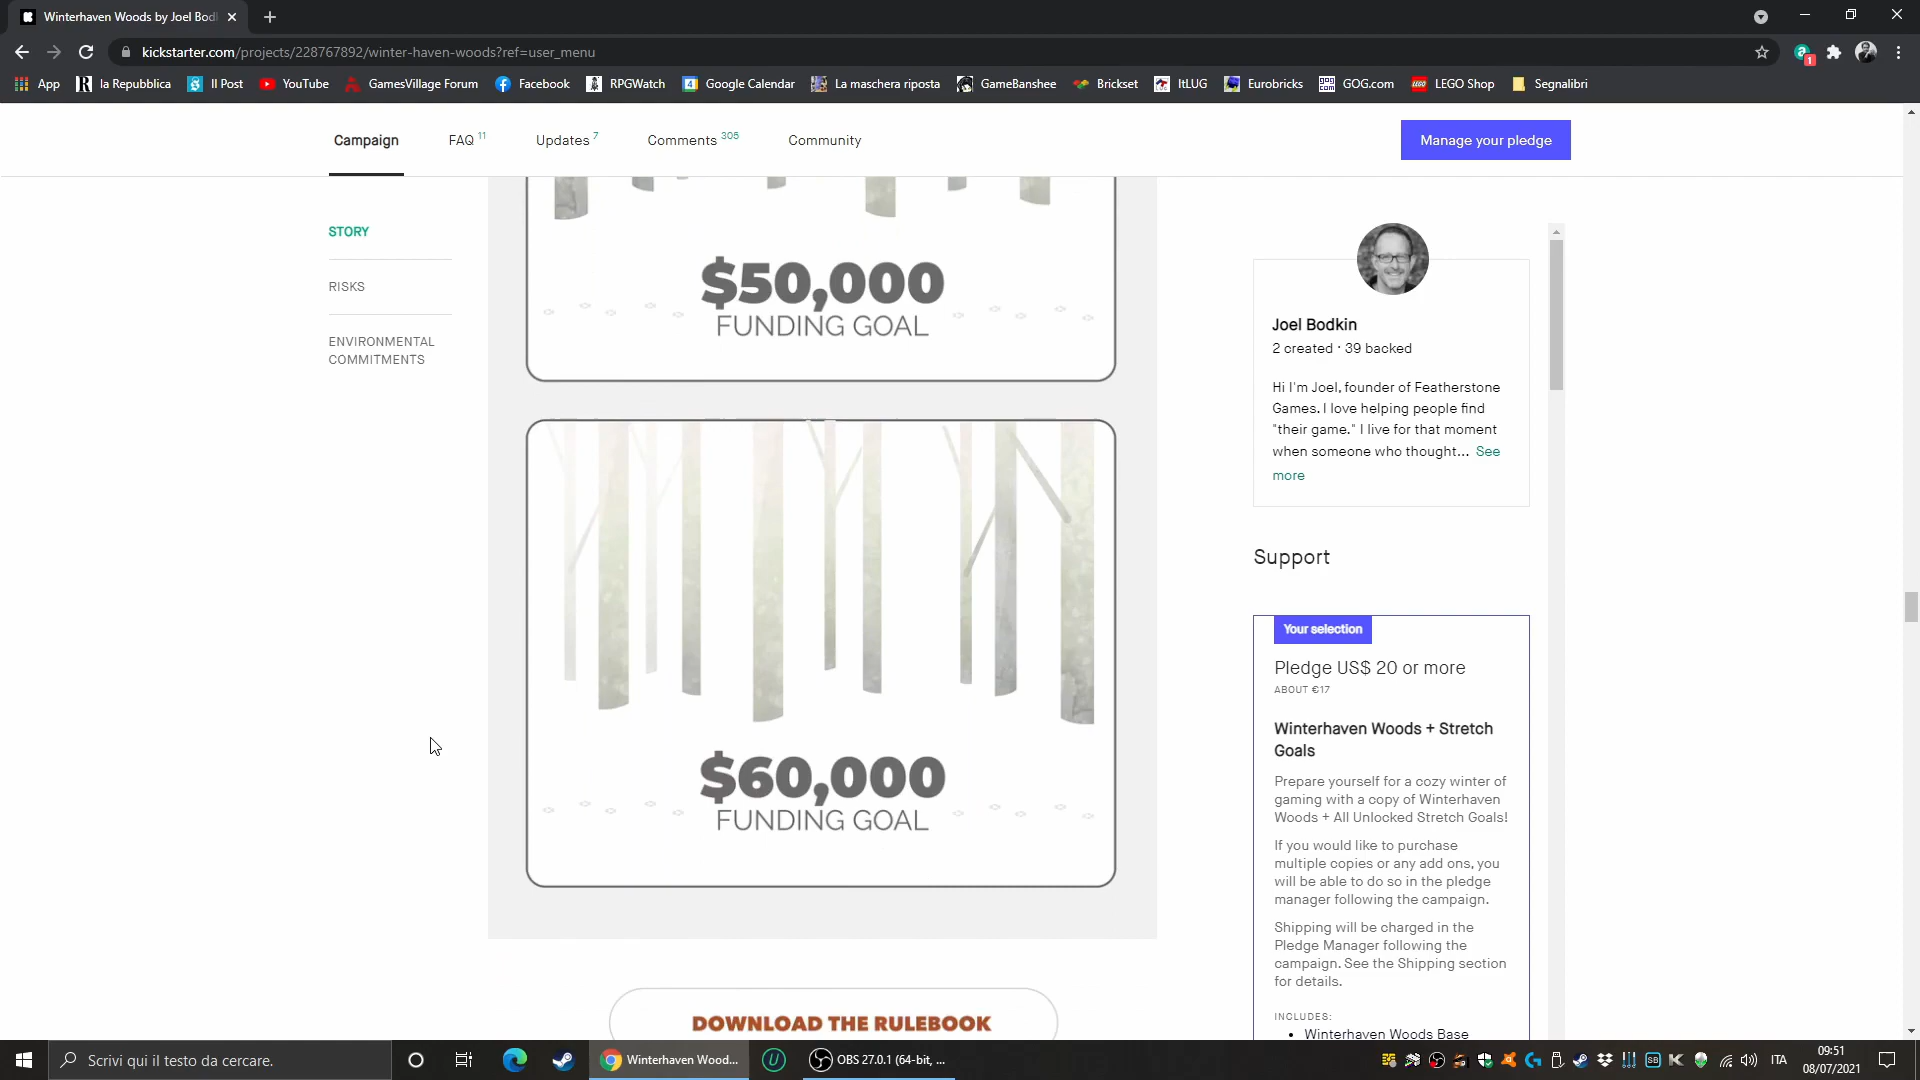 Winterhaven Woods by Joel Bod
kickstarter.com/projects/228767892/winter-haven-woods?ref=user_menu
1
App
la Repubblica
Il Post
YouTube
GamesVillage Forum
Facebook
RPGWatch
Google Calendar
La maschera riposta
GameBanshee
Brickset
ItLUG
Eurobricks
GOG.com
LEGO Shop
Segnalibri
Campaign
FAQ 11
Updates 7
Comments 305
Community
Manage your pledge
STORY
RISKS
ENVIRONMENTAL
COMMITMENTS
$50,000
FUNDING GOAL
$60,000
FUNDING GOAL
DOWNLOAD THE RULEBOOK
Joel Bodkin
2 created · 39 backed
Hi I'm Joel, founder of Featherstone
Games. I love helping people find
"their game." I live for that moment
when someone who thought... See
more
Support
Your selection
Pledge US$ 20 or more
ABOUT €17
Winterhaven Woods + Stretch
Goals
Prepare yourself for a cozy winter of
gaming with a copy of Winterhaven
Woods + All Unlocked Stretch Goals!
If you would like to purchase
multiple copies or any add ons, you
will be able to do so in the pledge
manager following the campaign.
Shipping will be charged in the
Pledge Manager following the
campaign. See the Shipping section
for details.
INCLUDES:
• Winterhaven Woods Base
Scrivi qui il testo da cercare.
Winterhaven Wood...
OBS 27.0.1 (64-bit, ...
ITA
09:51
08/07/2021